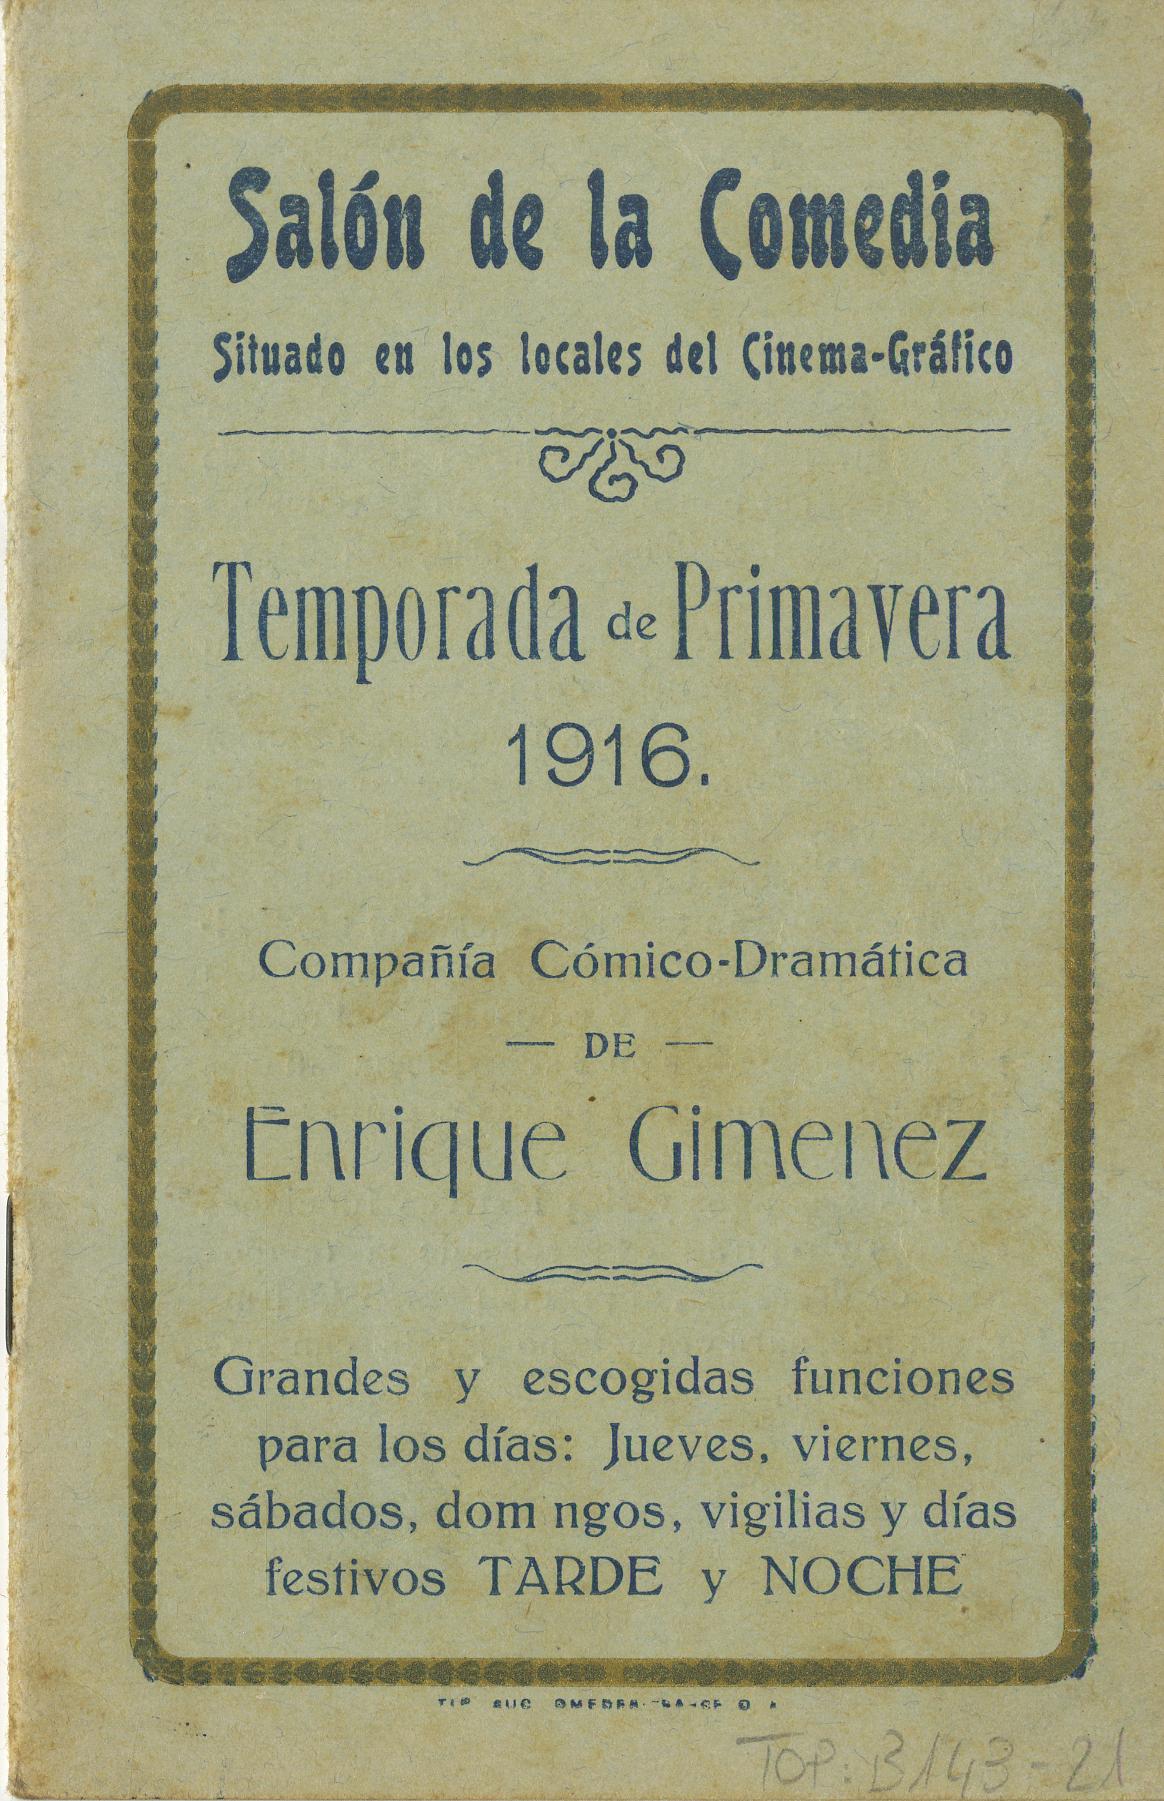 Salón de la Comedia
Situado en los locales del Cinema-Gráfico
Temporada de Primavera
1916.
Compañía Cómico-Dramática
— DE —
Enrique Gimenez
Grandes y escogidas funciones
para los días: Jueves, viernes,
sábados, dom ngos, vigilias y días
festivos TARDE y NOCHE
TIP. SUC
TOP: B143-21